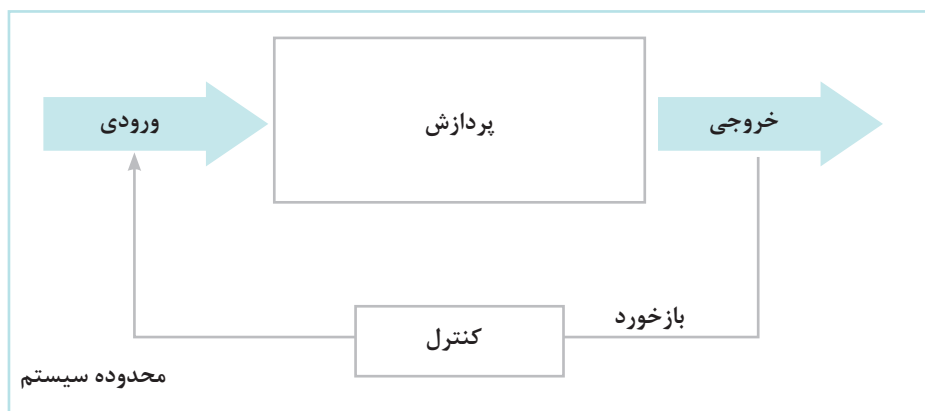 ورودی
پردازش
خروجی
بازخورد
کنترل
محدوده سیستم